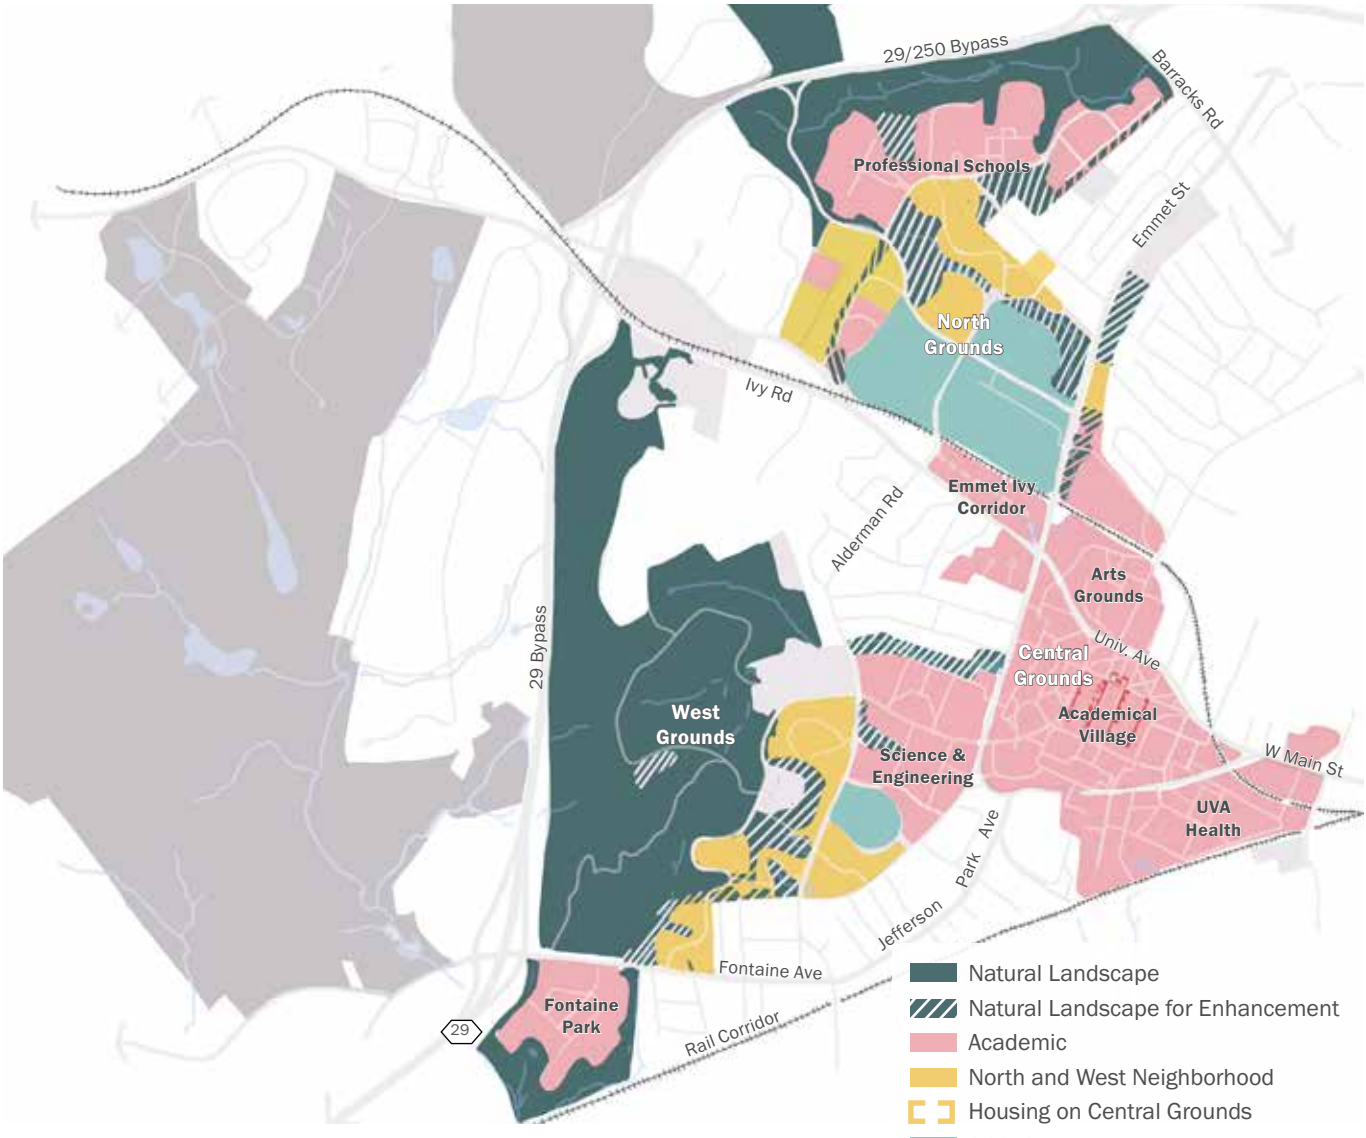 29/250 Bypass
Barracks Rd
Professional Schools
Emmet St
North
Grounds
Ivy Rd
Emmet Ivy
Corridor
Alderman Rd
Arts
Grounds
29 Bypass
Univ. Ave
Central
Grounds
West
Grounds
Academical
Village
Science &
Engineering
W Main St
UVA
Health
Park Ave
Jefferson
Fontaine Ave
Fontaine
Park
29
Rail Corridor
Natural Landscape
Natural Landscape for Enhancement
Academic
North and West Neighborhood
Housing on Central Grounds